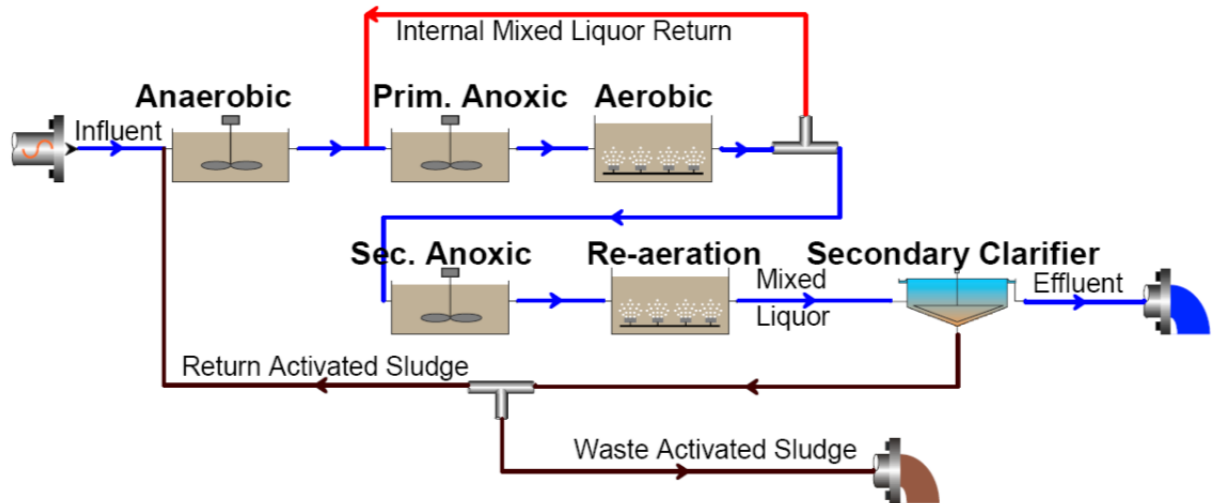 Internal Mixed Liquor Return
Anaerobic
Prim. Anoxic
Aerobic
Influent
Sec. Anoxic
Re-aeration
Secondary Clarifier
Mixed
Liquor
Effluent
Return Activated Sludge
Waste Activated Sludge